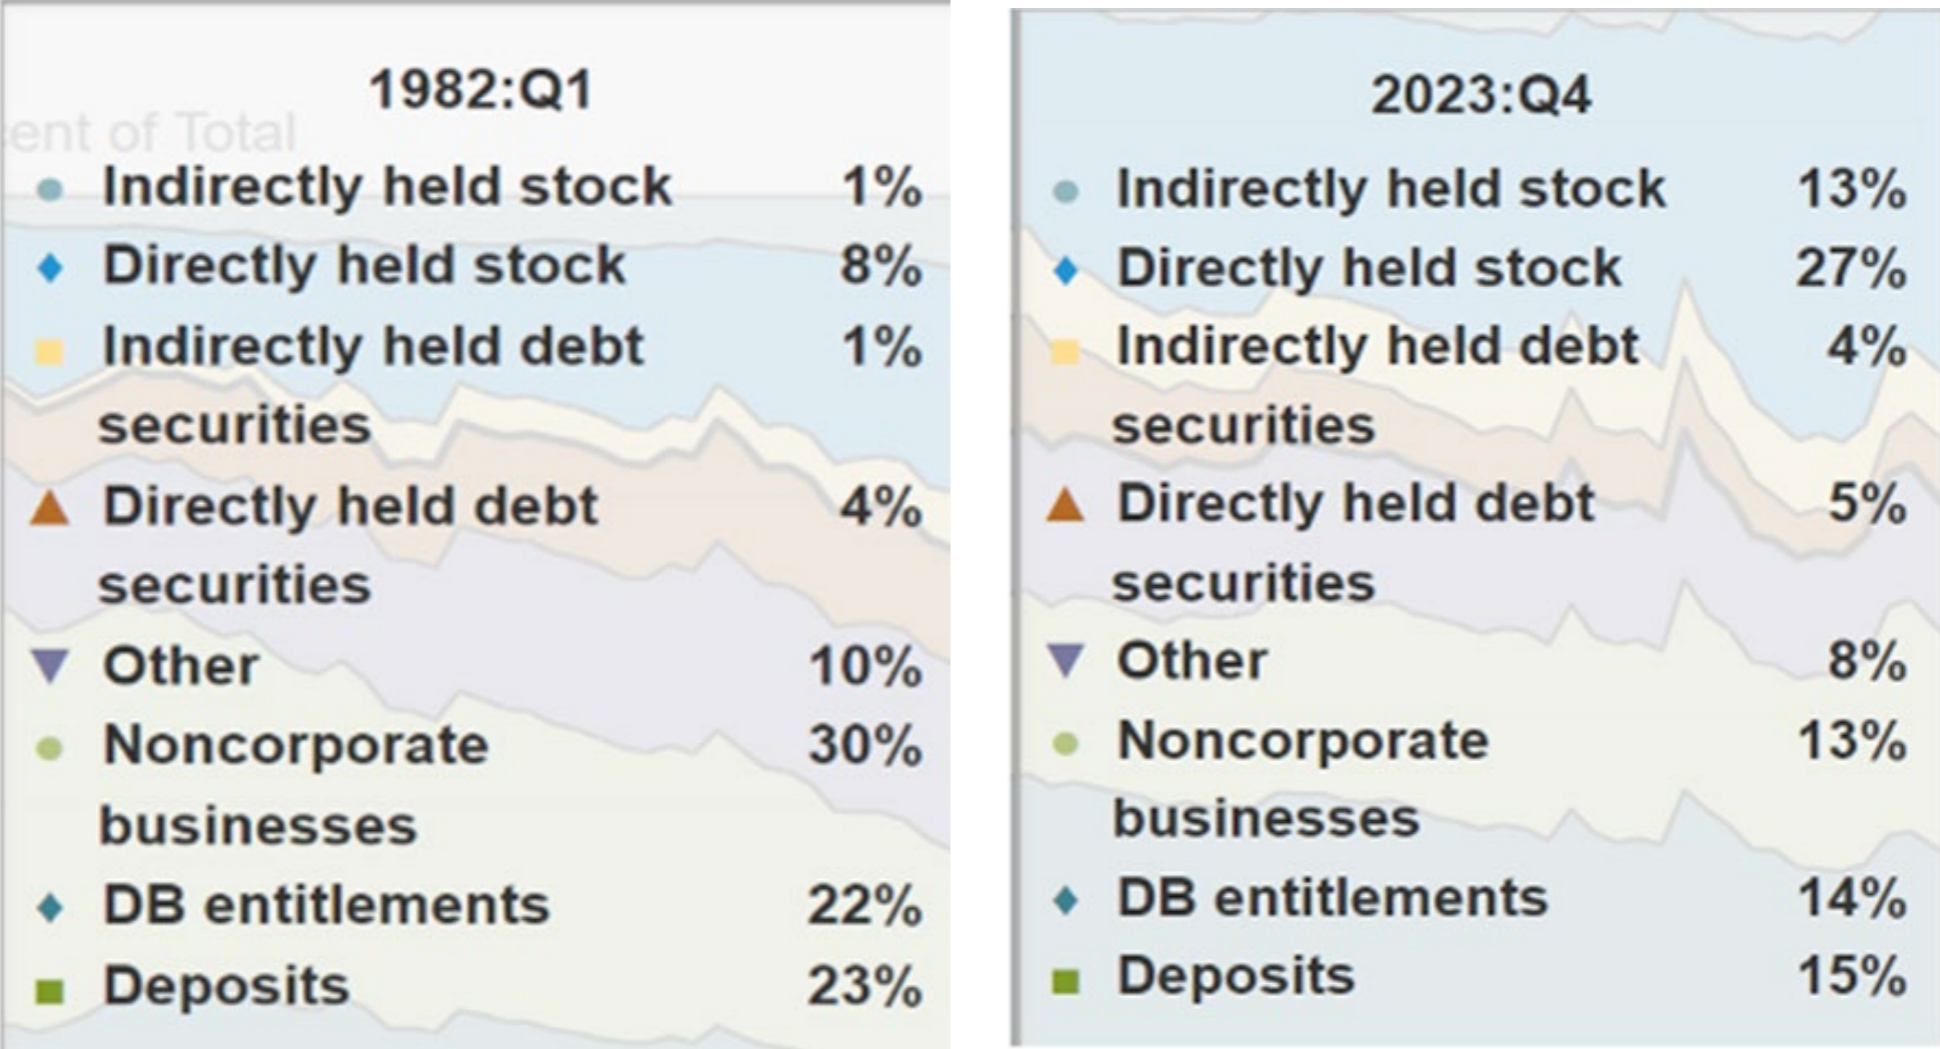 1982:Q1
cent of Total
Indirectly held stock 1%
Directly held stock 8%
Indirectly held debt 1%
securities
Directly held debt 4%
securities
Other 10%
Noncorporate 30%
businesses
DB entitlements 22%
Deposits 23%
2023:Q4
Indirectly held stock 13%
Directly held stock 27%
Indirectly held debt 4%
securities
Directly held debt 5%
securities
Other 8%
Noncorporate 13%
businesses
DB entitlements 14%
Deposits 15%